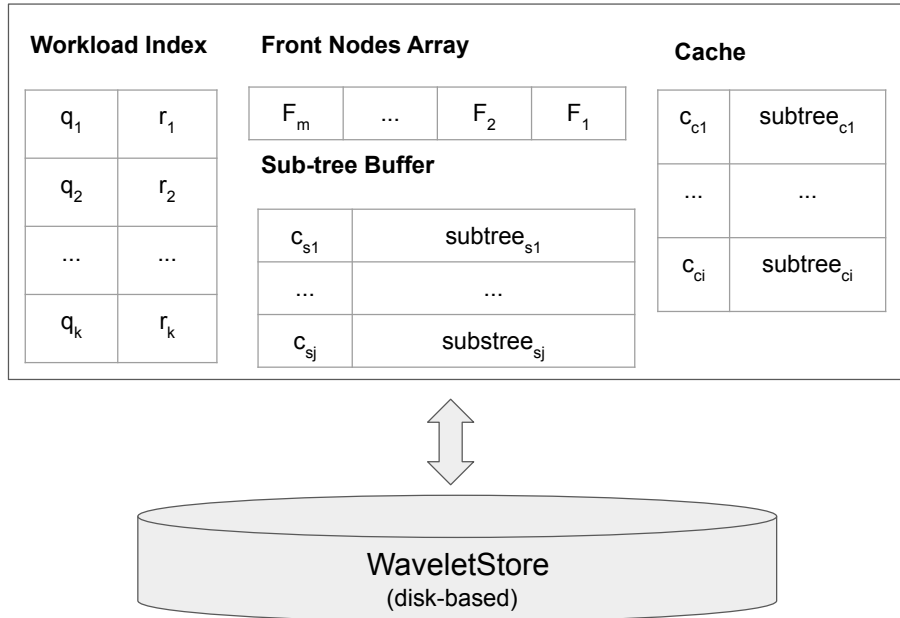 Workload Index
q1 r1
q2 r2
... ...
qk rk
Front Nodes Array
Fm ... F2 F1
Sub-tree Buffer
cs1 subtrees1
... ...
csj substreesj
Cache
cc1 subtreec1
... ...
cci subtreeci
WaveletStore
(disk-based)